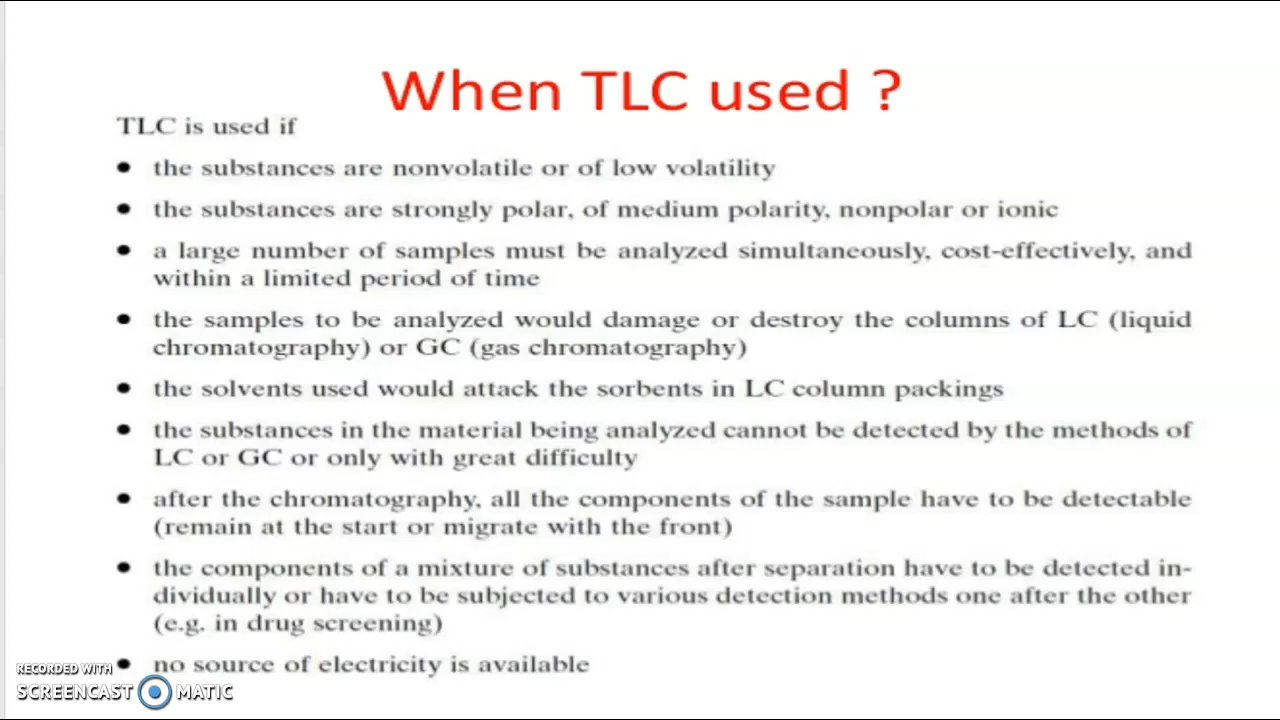 When TLC used ?
TLC is used if
• the substances are nonvolatile or of low volatility
• the substances are strongly polar, of medium polarity, nonpolar or ionic
• a large number of samples must be analyzed simultaneously, cost-effectively, and
within a limited period of time
• the samples to be analyzed would damage or destroy the columns of LC (liquid
chromatography) or GC (gas chromatography)
• the solvents used would attack the sorbents in LC column packings
• the substances in the material being analyzed cannot be detected by the methods of
LC or GC or only with great difficulty
• after the chromatography, all the components of the sample have to be detectable
(remain at the start or migrate with the front)
• the components of a mixture of substances after separation have to be detected in-
dividually or have to be subjected to various detection methods one after the other
(e.g. in drug screening)
• no source of electricity is available
RECORDED WITH
SCREENCAST MATIC